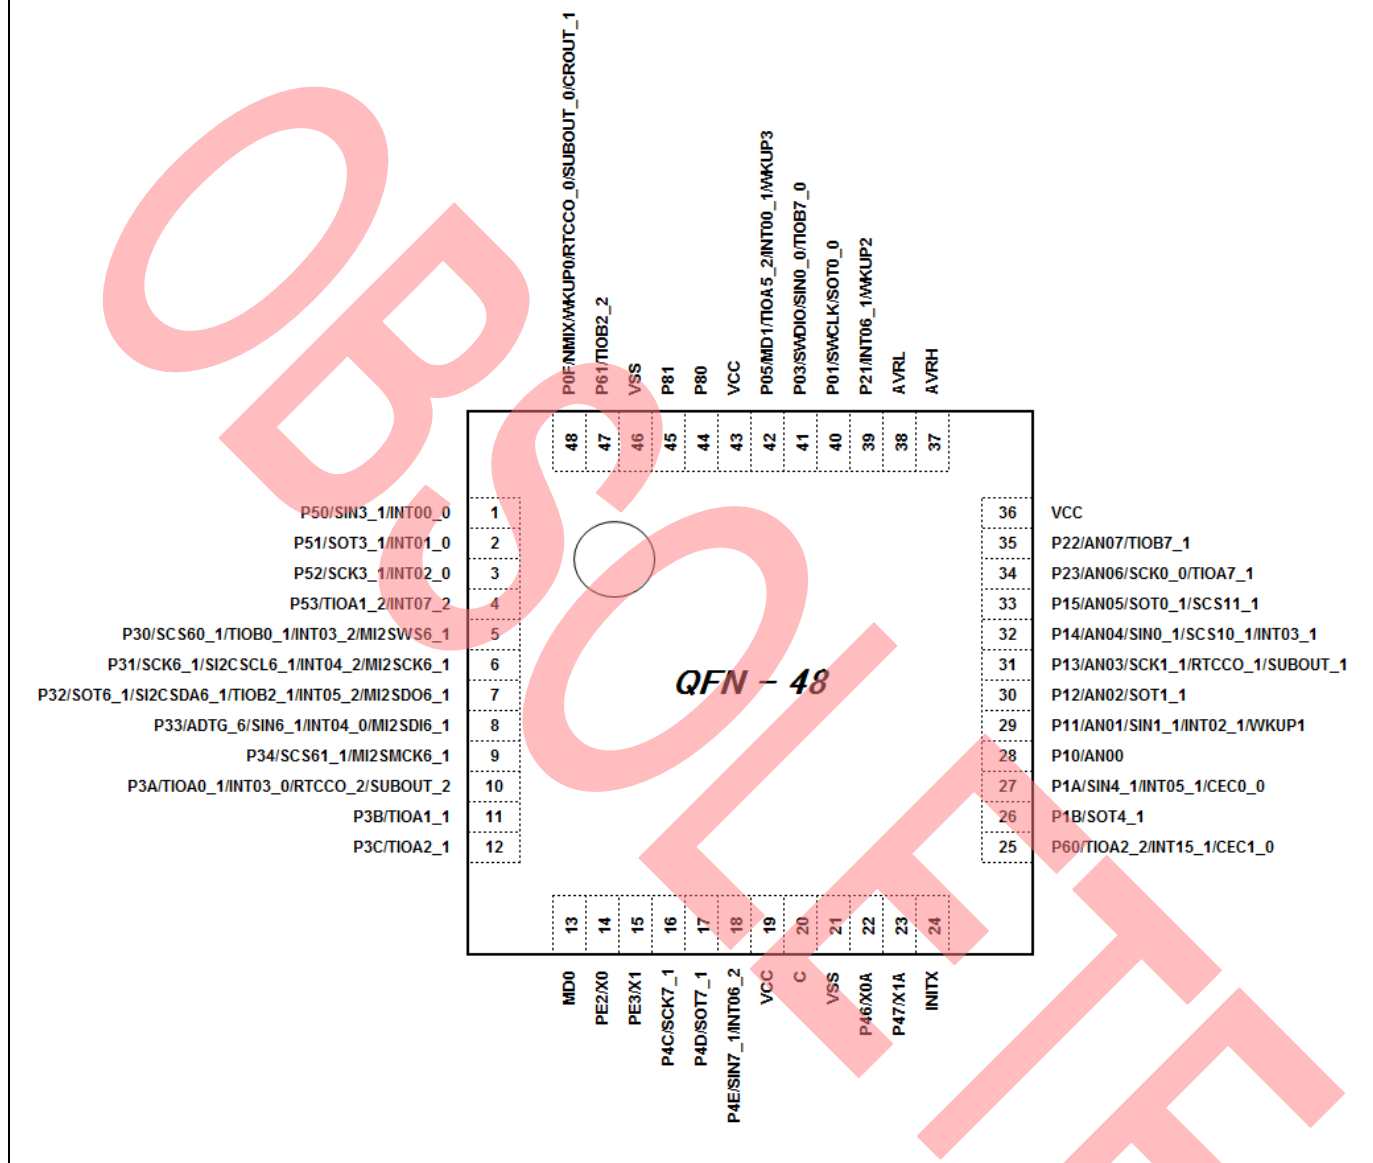 P0F/NMIX/WKUP0/RTCCO_0/SUBOUT_0/CROUT_1
P61/TIOB2_2
VSS
P81
P80
VCC
P05/MD1/TIOA5_2/INT00_1/WKUP3
P03/SWDIO/SIN0_0/TIOB7_0
P01/SWCLK/SOT0_0
P21/INT06_1/WKUP2
AVRL
AVRH
48 47 46 45 44 43 42 41 40 39 38 37
P50/SIN3_1/INT00_0 1
P51/SOT3_1/INT01_0 2
P52/SCK3_1/INT02_0 3
P53/TIOA1_2/INT07_2 4
P30/SCS60_1/TIOB0_1/INT03_2/MI2SWS6_1 5
P31/SCK6_1/SI2CSCL6_1/INT04_2/MI2SCK6_1 6
P32/SOT6_1/SI2CSDA6_1/TIOB2_1/INT05_2/MI2SDO6_1 7
P33/ADTG_6/SIN6_1/INT04_0/MI2SDI6_1 8
P34/SCS61_1/MI2SMCK6_1 9
P3A/TIOA0_1/INT03_0/RTCCO_2/SUBOUT_2 10
P3B/TIOA1_1 11
P3C/TIOA2_1 12
QFN - 48
36 VCC
35 P22/AN07/TIOB7_1
34 P23/AN06/SCK0_0/TIOA7_1
33 P15/AN05/SOT0_1/SCS11_1
32 P14/AN04/SIN0_1/SCS10_1/INT03_1
31 P13/AN03/SCK1_1/RTCCO_1/SUBOUT_1
30 P12/AN02/SOT1_1
29 P11/AN01/SIN1_1/INT02_1/WKUP1
28 P10/AN00
27 P1A/SIN4_1/INT05_1/CEC0_0
26 P1B/SOT4_1
25 P60/TIOA2_2/INT15_1/CEC1_0
13 14 15 16 17 18 19 20 21 22 23 24
MD0
PE2/X0
PE3/X1
P4C/SCK7_1
P4D/SOT7_1
P4E/SIN7_1/INT06_2
VCC
C
VSS
P46/X0A
P47/X1A
INITX
OBSOLETE